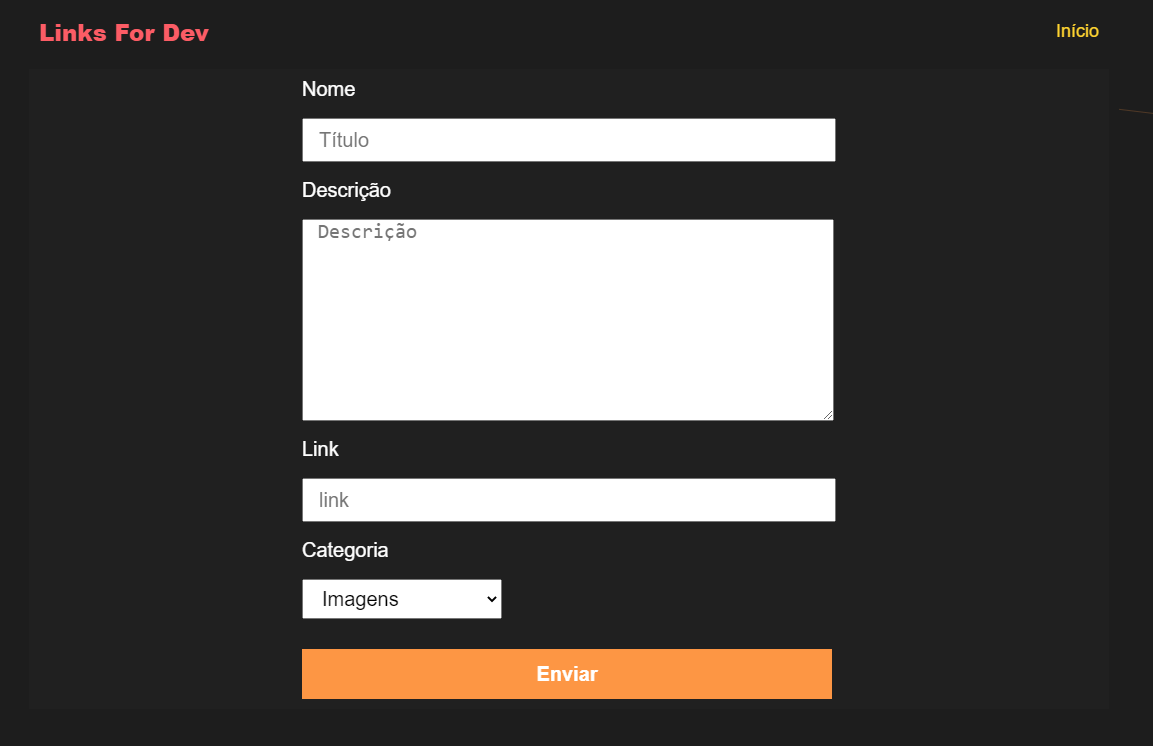 Links For Dev
Início
Nome
Título
Descrição
Descrição
Link
link
Categoria
Imagens
Enviar